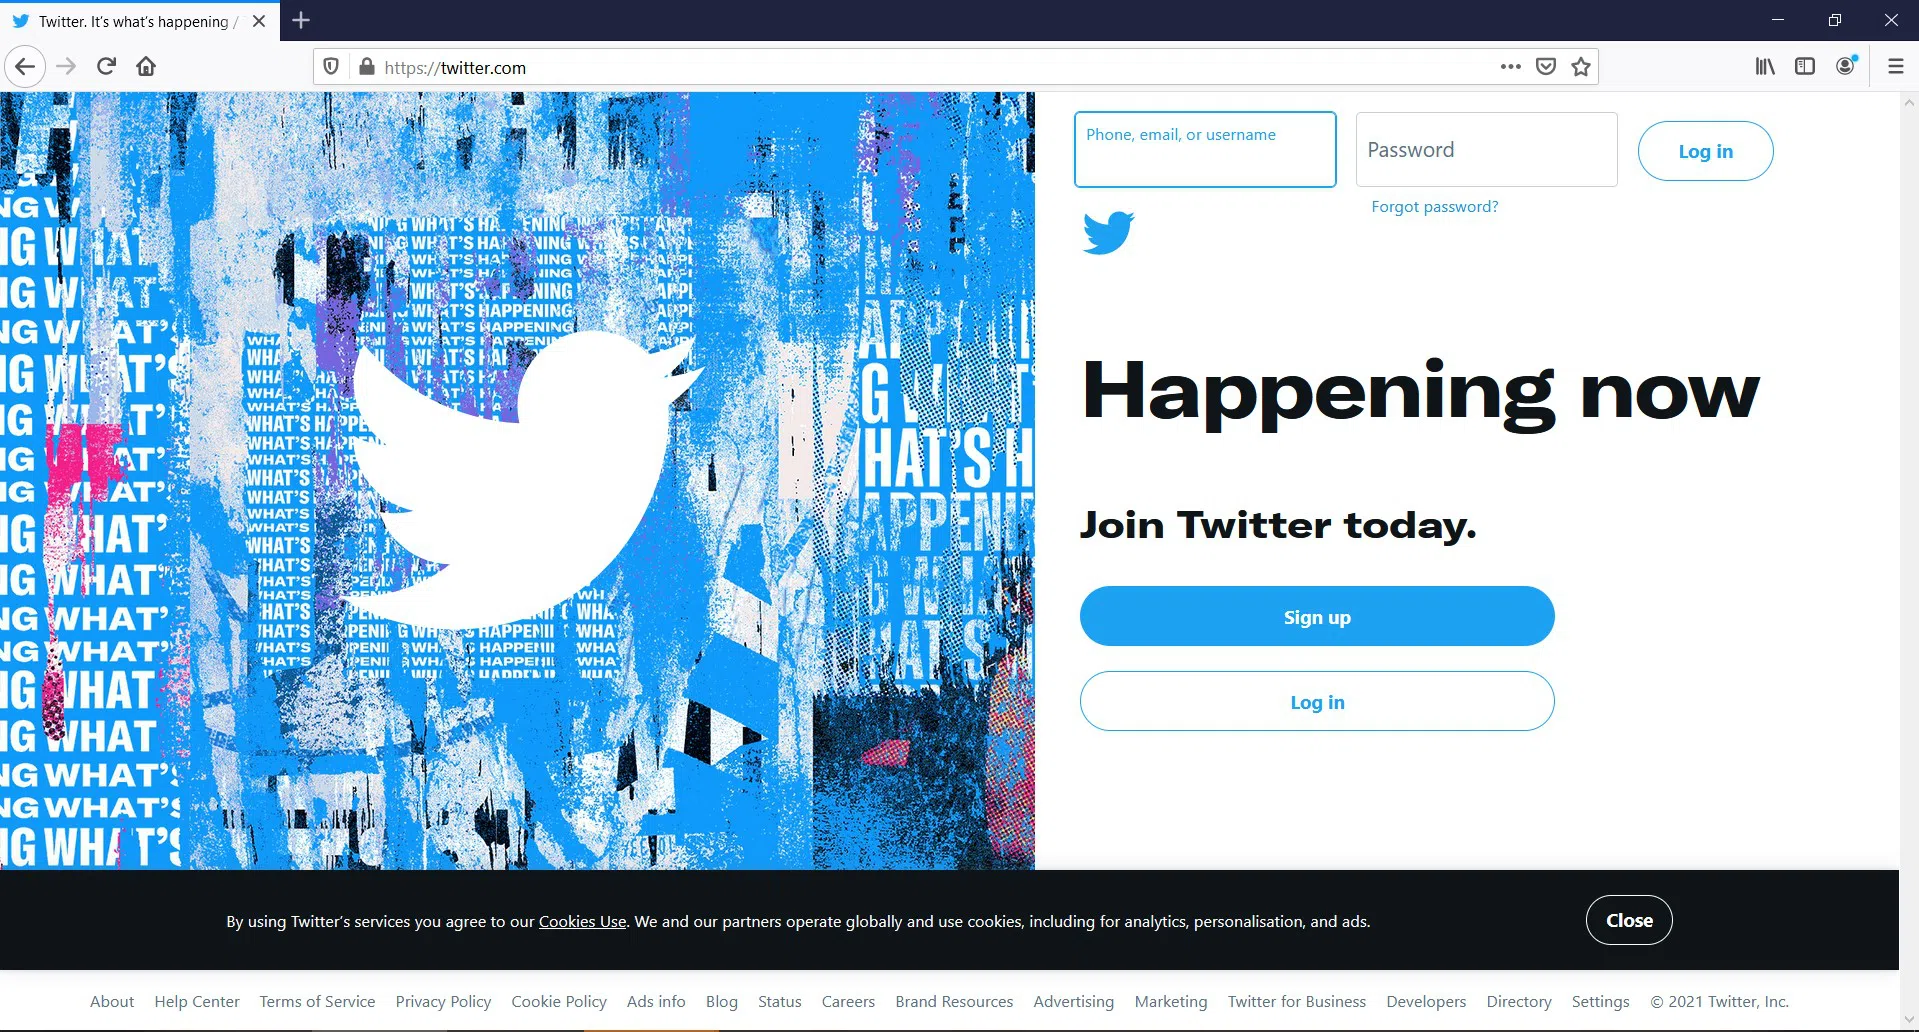 Twitter. It's what's happening /
https://twitter.com
Phone, email, or username
Password
Log in
Forgot password?
Happening now
Join Twitter today.
Sign up
Log in
WHAT'S HAPPENING
By using Twitter's services you agree to our Cookies Use. We and our partners operate globally and use cookies, including for analytics, personalisation, and ads.
Close
About Help Center Terms of Service Privacy Policy Cookie Policy Ads info Blog Status Careers Brand Resources Advertising Marketing Twitter for Business Developers Directory Settings © 2021 Twitter, Inc.